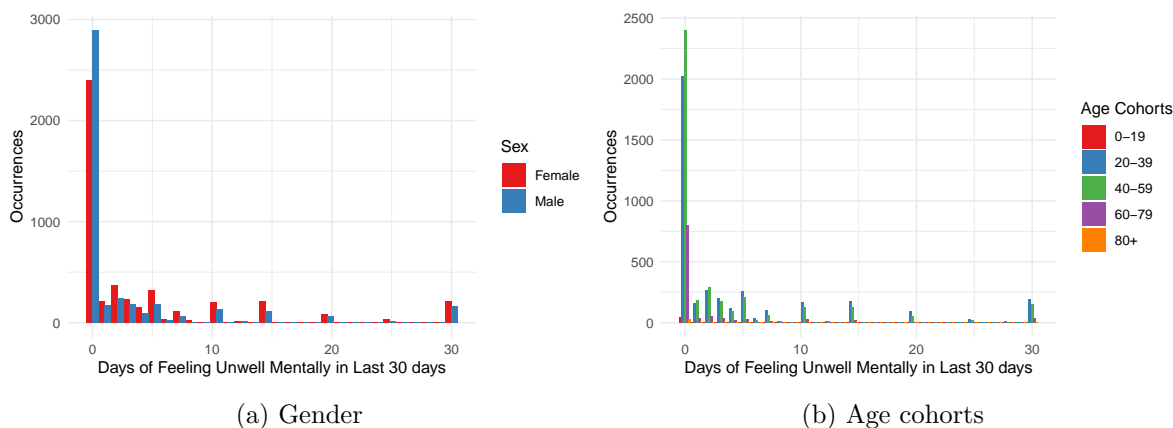 3000
2000
1000
0
Occurrences
0
10
20
30
Days of Feeling Unwell Mentally in Last 30 days
Sex
Female
Male
(a) Gender
2500
2000
1500
1000
500
0
Occurrences
0
10
20
30
Days of Feeling Unwell Mentally in Last 30 days
Age Cohorts
0−19
20−39
40−59
60−79
80+
(b) Age cohorts